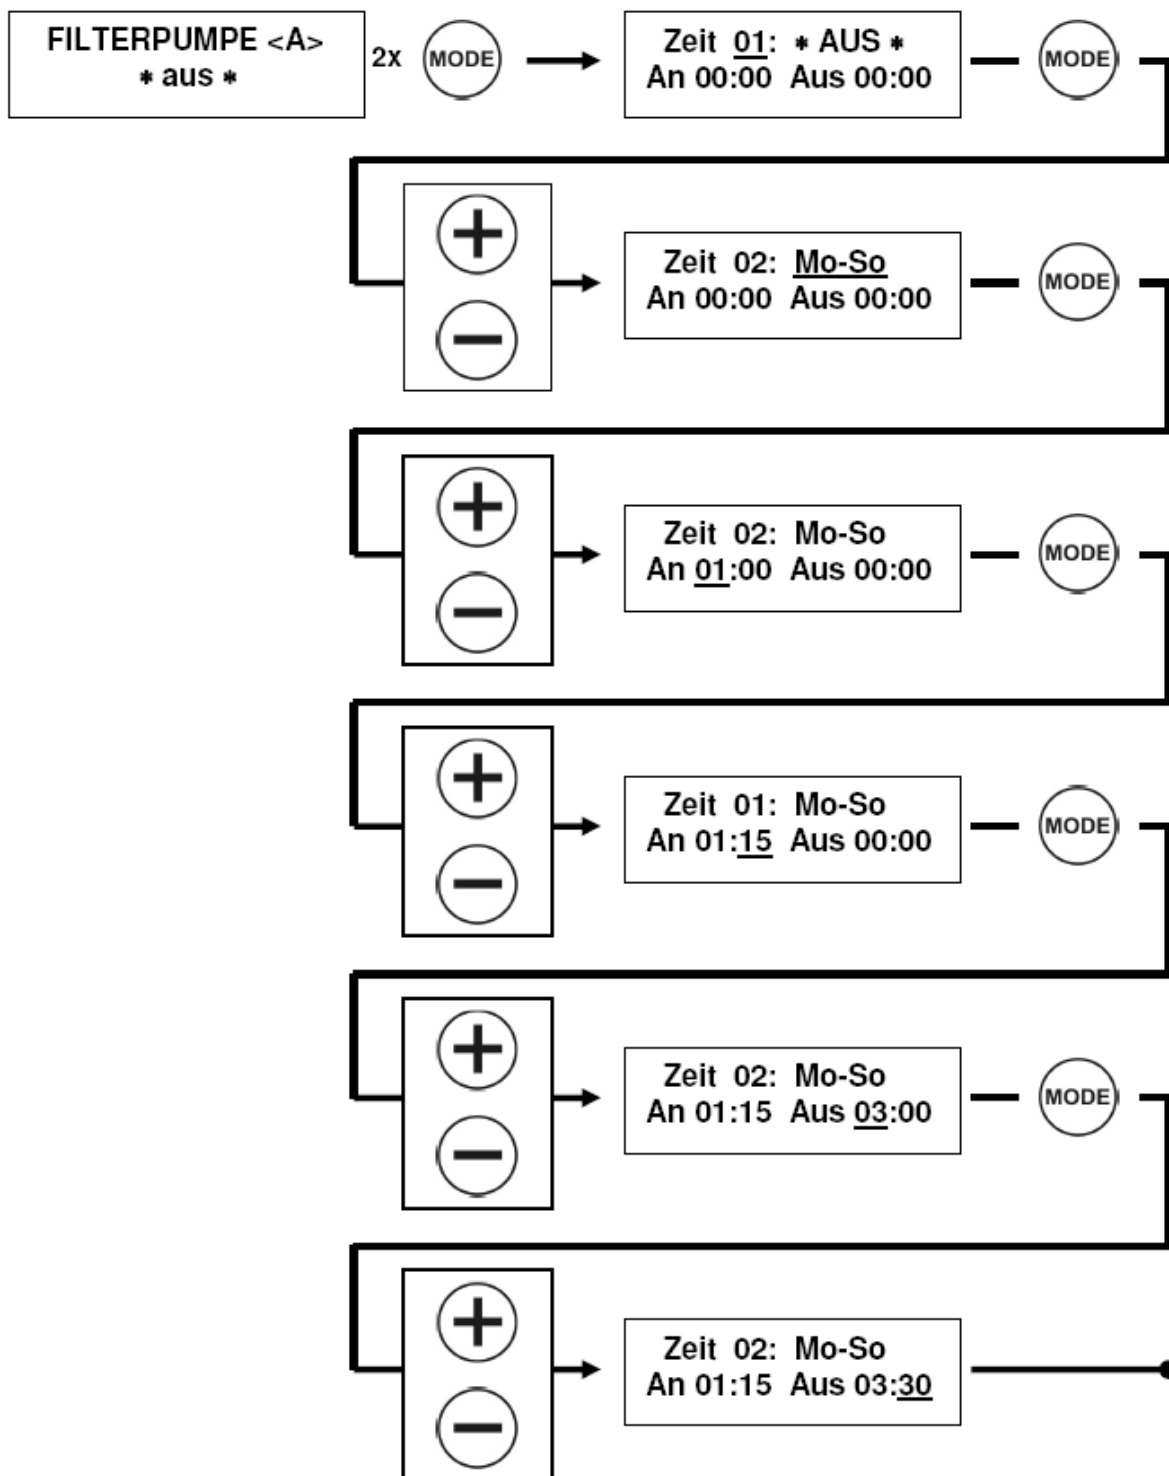 FILTERPUMPE <A>
* aus *
2x
MODE
Zeit 01: * AUS *
An 00:00 Aus 00:00
MODE
Zeit 02: Mo-So
An 00:00 Aus 00:00
MODE
Zeit 02: Mo-So
An 01:00 Aus 00:00
MODE
Zeit 01: Mo-So
An 01:15 Aus 00:00
MODE
Zeit 02: Mo-So
An 01:15 Aus 03:00
MODE
Zeit 02: Mo-So
An 01:15 Aus 03:30